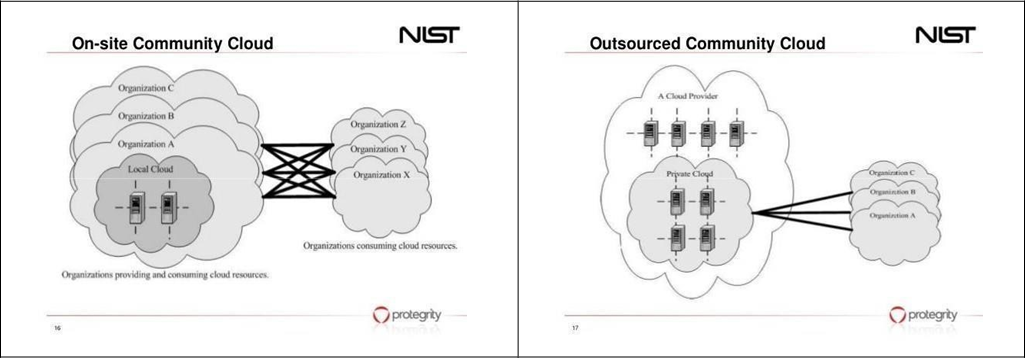 On-site Community Cloud
NIST
Organization C
Organization B
Organization A
Local Cloud
Organization Z
Organization Y
Organization X
Organizations consuming cloud resources.
Organizations providing and consuming cloud resources.
protegrity
16
Outsourced Community Cloud
NIST
A Cloud Provider
Private Cloud
Organization C
Organization B
Organization A
protegrity
17